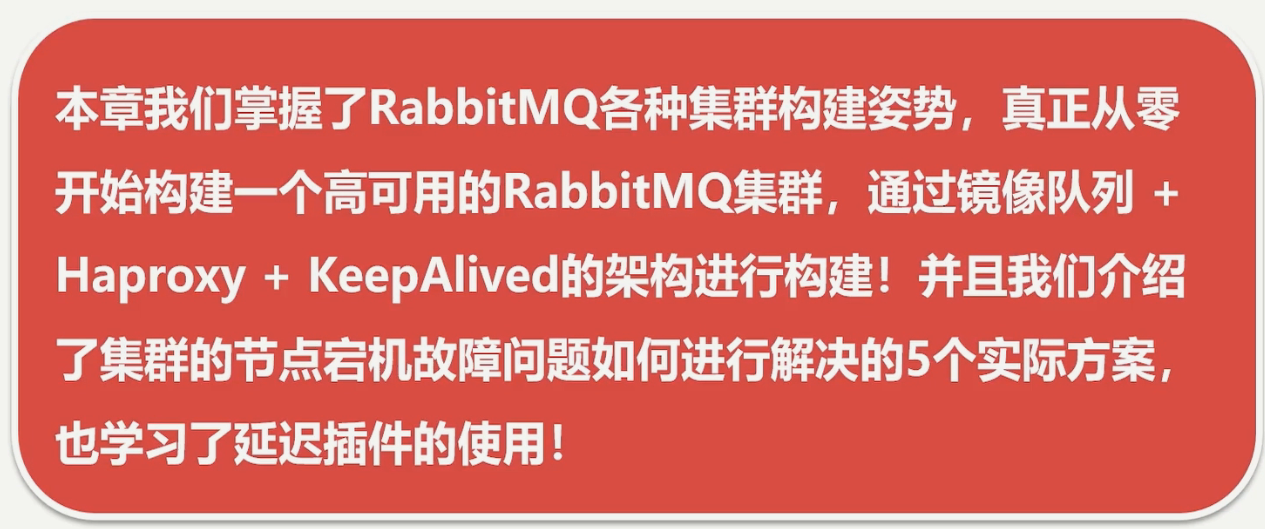 本章我们掌握了RabbitMQ各种集群构建姿势，真正从零
开始构建一个高可用的RabbitMQ集群，通过镜像队列 +
Haproxy + KeepAlived的架构进行构建！并且我们介绍
了集群的节点宕机故障问题如何进行解决的5个实际方案，
也学习了延迟插件的使用！